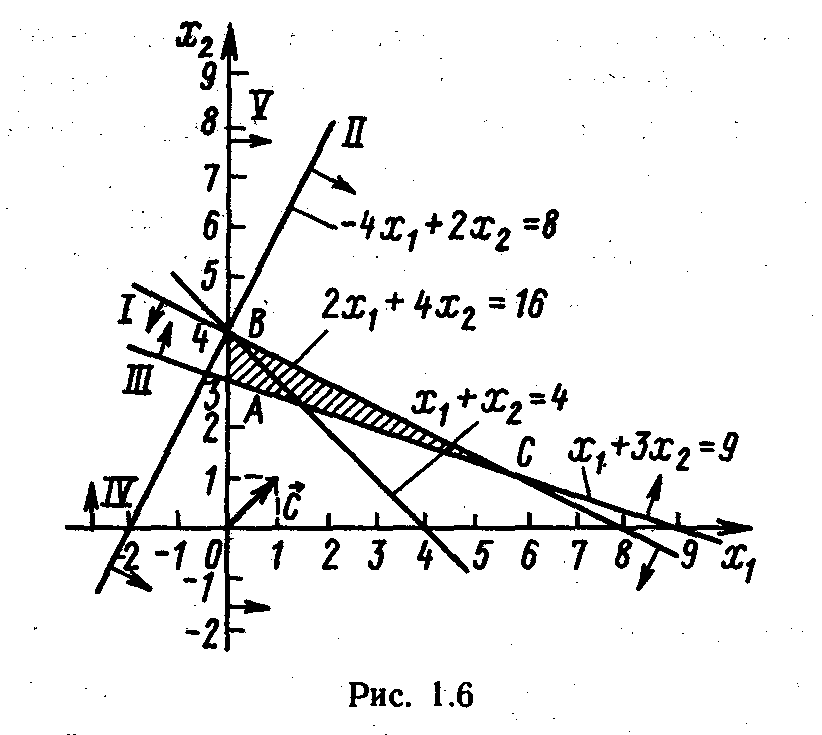 x₂
9
V
8
II
7
6
-4x₁+2x₂=8
5
I
4
B
2x₁+4x₂=16
III
3
A
2
x₁+x₂=4
C
x₁+3x₂=9
1
IV
c⃗
-2 -1 0 1 2 3 4 5 6 7 8 9 x₁
-1
-2
Рис. 1.6